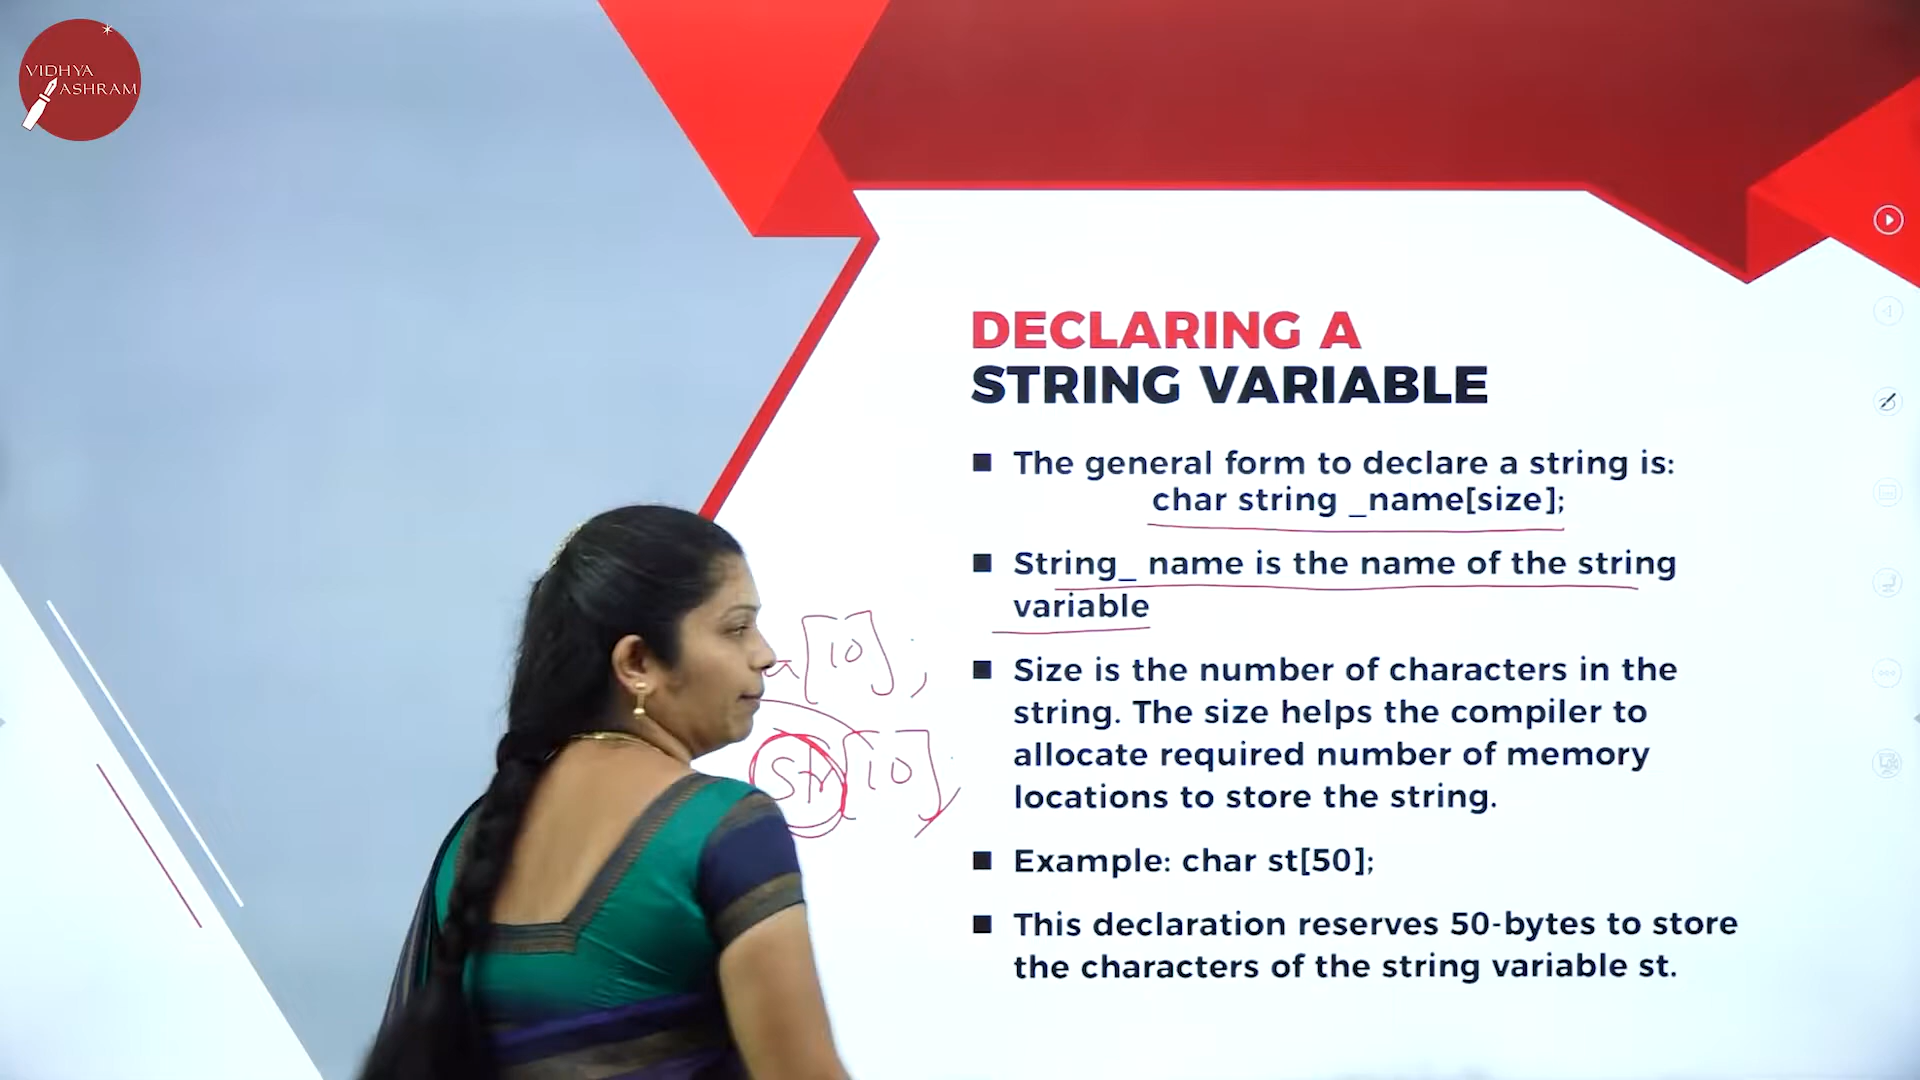 VIDHYA
ASHRAM
DECLARING A
STRING VARIABLE
■ The general form to declare a string is:
char string _name[size];
■ String_ name is the name of the string
variable
a[10];
■ Size is the number of characters in the
string. The size helps the compiler to
allocate required number of memory
locations to store the string.
Str[10];
■ Example: char st[50];
■ This declaration reserves 50-bytes to store
the characters of the string variable st.